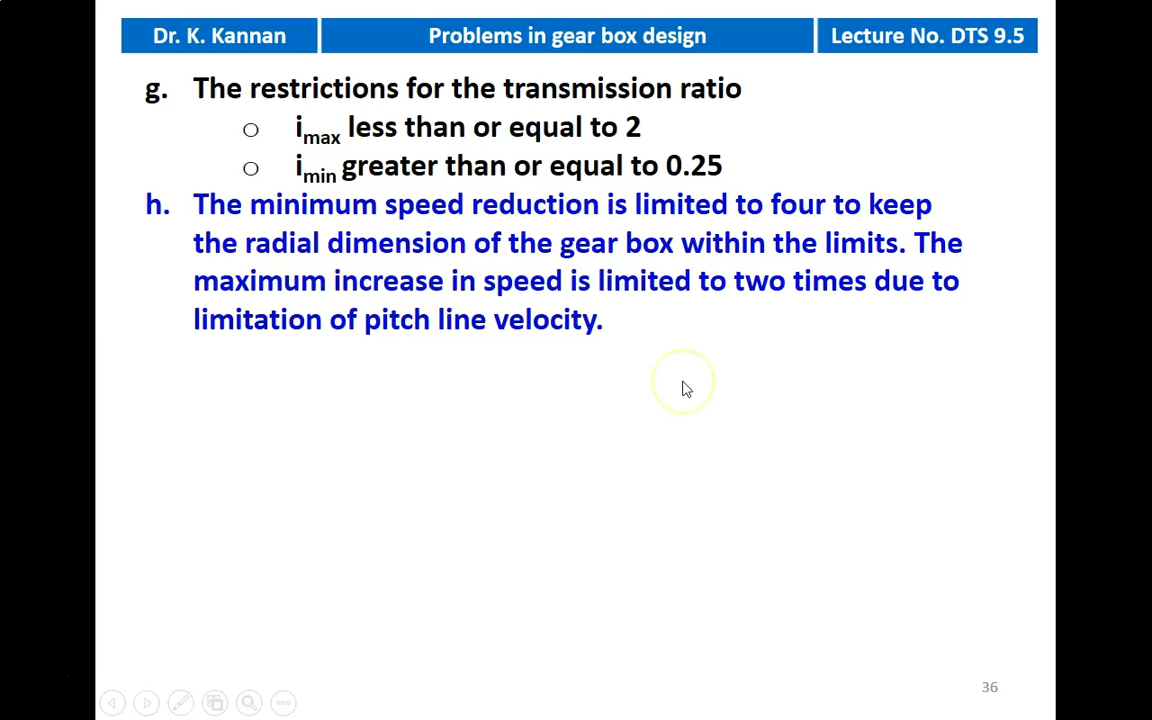 Dr. K. Kannan Problems in gear box design Lecture No. DTS 9.5
g. The restrictions for the transmission ratio
○ imax less than or equal to 2
○ imin greater than or equal to 0.25
h. The minimum speed reduction is limited to four to keep
the radial dimension of the gear box within the limits. The
maximum increase in speed is limited to two times due to
limitation of pitch line velocity.
36